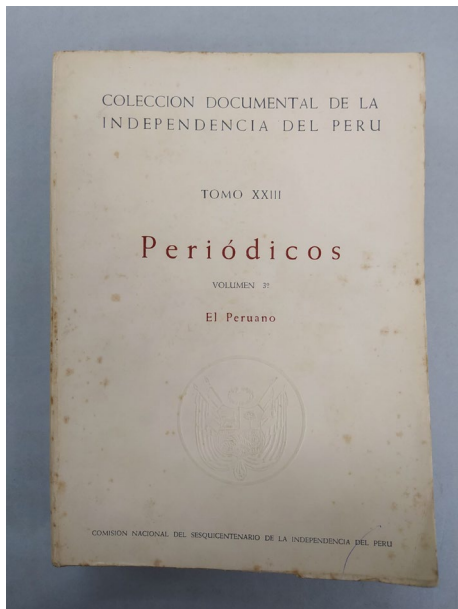 COLECCION DOCUMENTAL DE LA
INDEPENDENCIA DEL PERU
TOMO XXIII
Periódicos
VOLUMEN 3º
El Peruano
COMISION NACIONAL DEL SESQUICENTENARIO DE LA INDEPENDENCIA DEL PERU